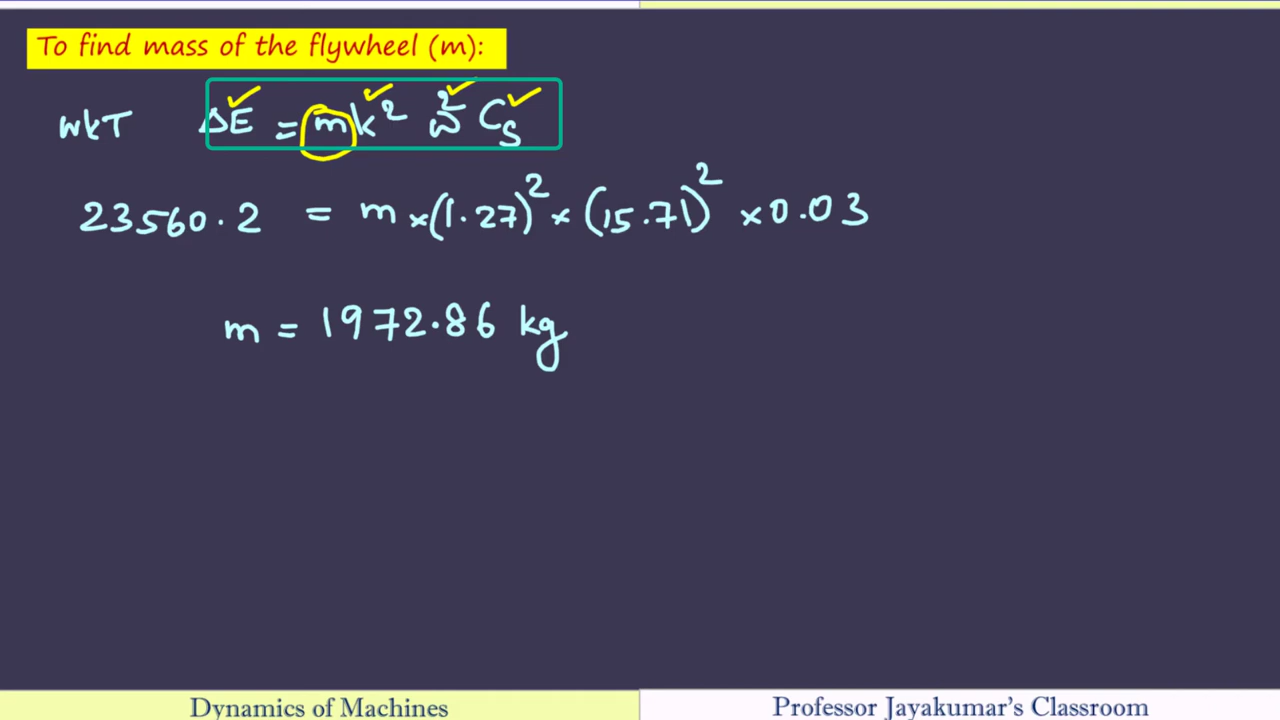 To find mass of the flywheel (m):
WKT ΔE = mk² ω² Cs
23560.2 = m × (1.27)² × (15.71)² × 0.03
m = 1972.86 kg
Dynamics of Machines
Professor Jayakumar's Classroom